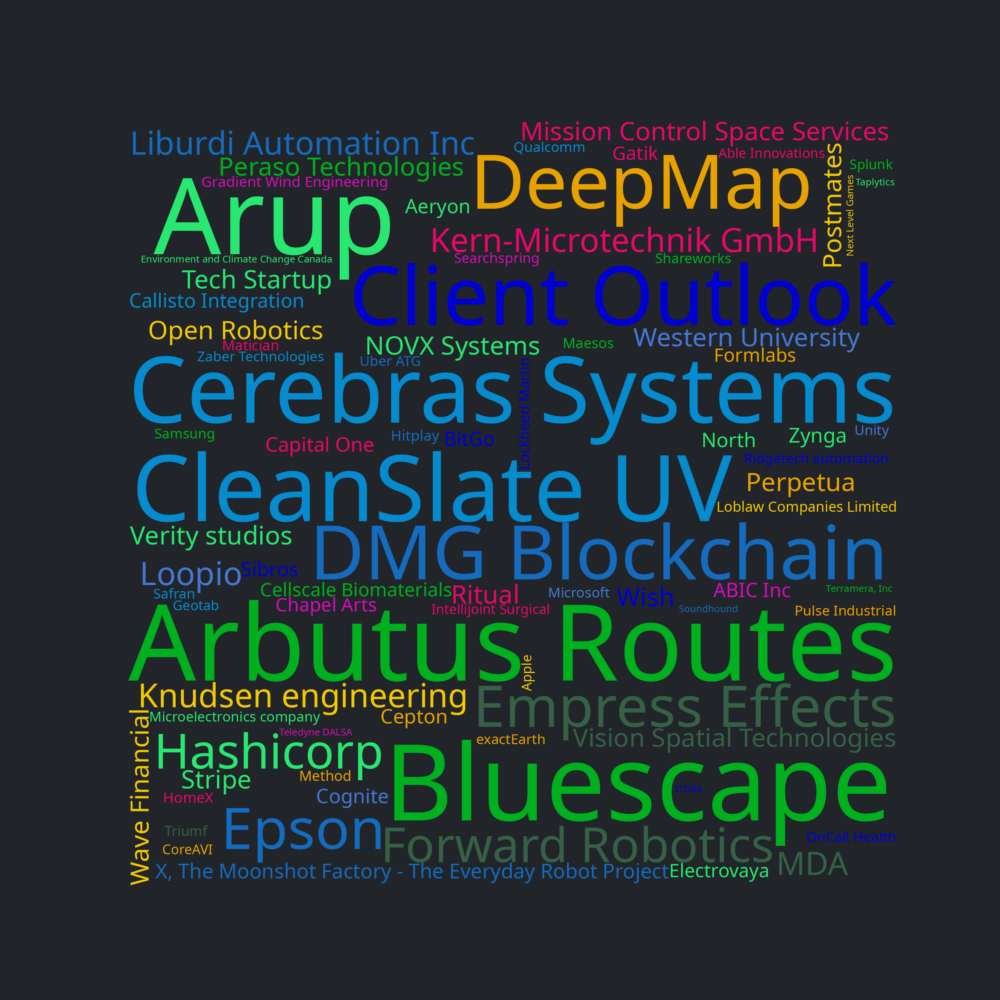 Mission Control Space Services
Liburdi Automation Inc
Qualcomm
Gatik
Able Innovations
Peraso Technologies
DeepMap
Postmates
Splunk
Gradient Wind Engineering
Taplytics
Next Level Games
Arup
Aeryon
Kern-Microtechnik GmbH
Environment and Climate Change Canada
Searchspring
Shareworks
Tech Startup
Client Outlook
Callisto Integration
Open Robotics
Western University
Matician
NOVX Systems
Maesos
Zaber Technologies
Uber ATG
Formlabs
Cerebras Systems
Lockheed Martin
Samsung
Capital One
Hitplay
BitGo
North
Zynga
Unity
Ridgetech automation
CleanSlate UV
Perpetua
Loblaw Companies Limited
Verity studios
DMG Blockchain
Loopio
Sibros
Safran
Geotab
Cellscale Biomaterials
Ritual
Microsoft
Wish
ABIC Inc
Terramera, Inc
Chapel Arts
Intellijoint Surgical
Soundhound
Pulse Industrial
Arbutus Routes
Apple
Knudsen engineering
Empress Effects
Microelectronics company
Cepton
Teledyne DALSA
exactEarth
Vision Spatial Technologies
Wave Financial
Hashicorp
Bluescape
Stripe
Method
HomeX
Cognite
Triumf
Epson
CoreAVI
Forward Robotics
OnCall Health
MDA
X, The Moonshot Factory - The Everyday Robot Project
Electrovaya